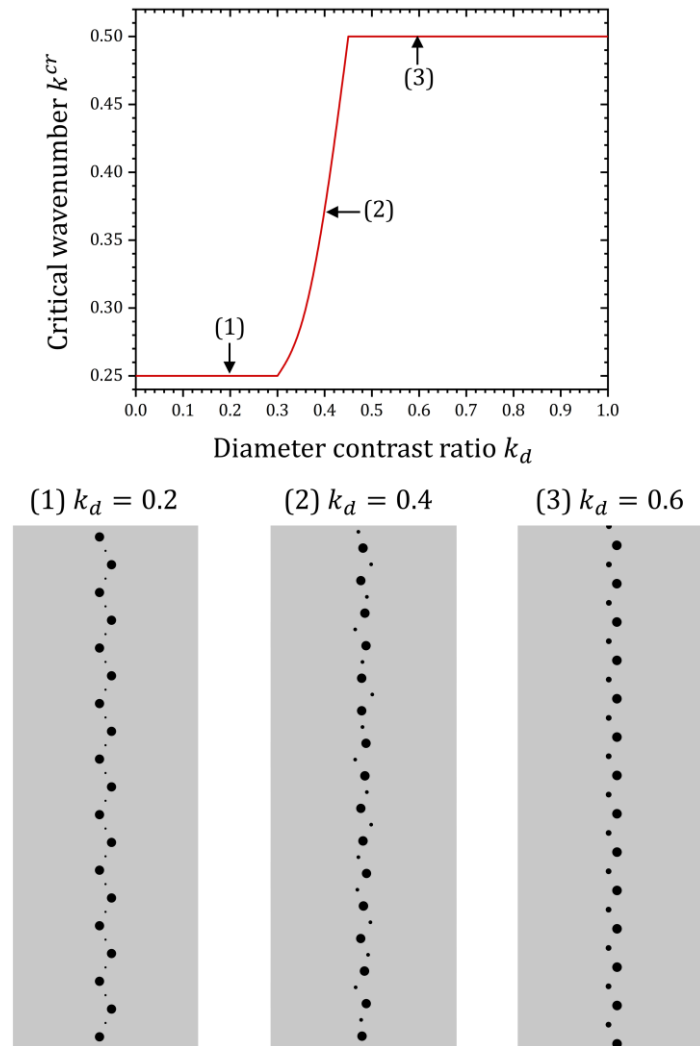 0.50
0.45
0.40
0.35
0.30
0.25
Critical wavenumber k^{cr}
(1)
(2)
(3)
0.0 0.1 0.2 0.3 0.4 0.5 0.6 0.7 0.8 0.9 1.0
Diameter contrast ratio k_d
(1) k_d = 0.2
(2) k_d = 0.4
(3) k_d = 0.6